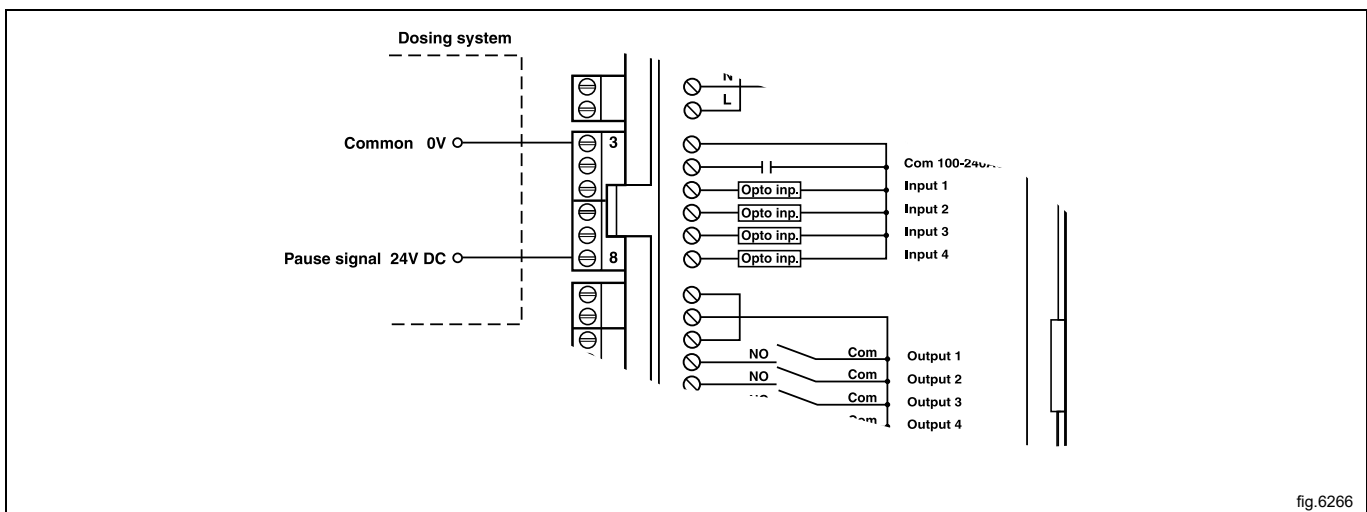 Dosing system
N
L
Common 0V
3
Com
Input 1
Opto inp.
Input 2
Opto inp.
Input 3
Opto inp.
Pause signal 24V DC
8
Opto inp.
Input 4
NO
Com
Output 1
NO
Com
Output 2
Com
Output 3
Output 4
fig.6266